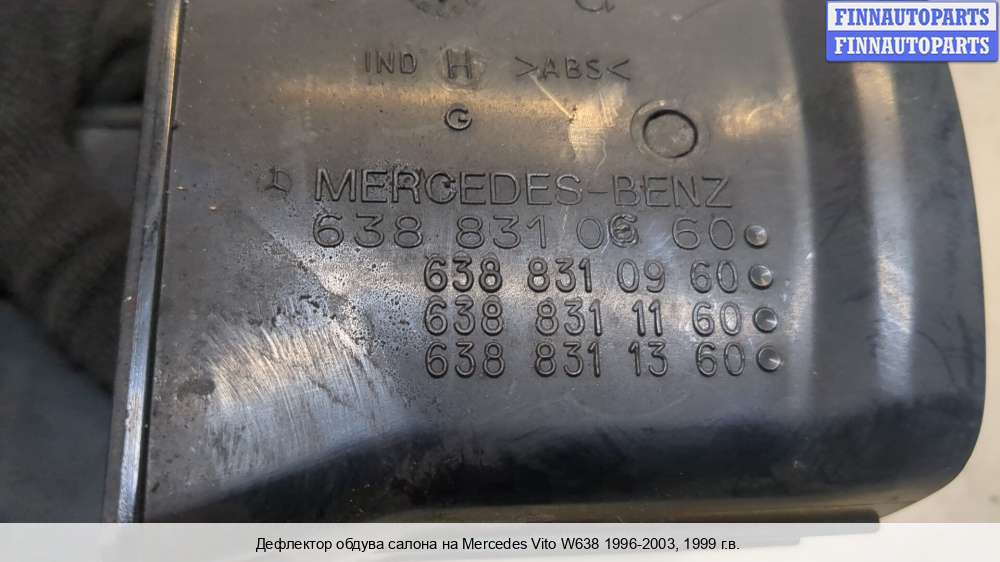 FINNAUTOPARTS
FINNAUTOPARTS
IND H >ABS<
G
MERCEDES-BENZ
638 831 06 60
638 831 09 60
638 831 11 60
638 831 13 60
Дефлектор обдува салона на Mercedes Vito W638 1996-2003, 1999 г.в.